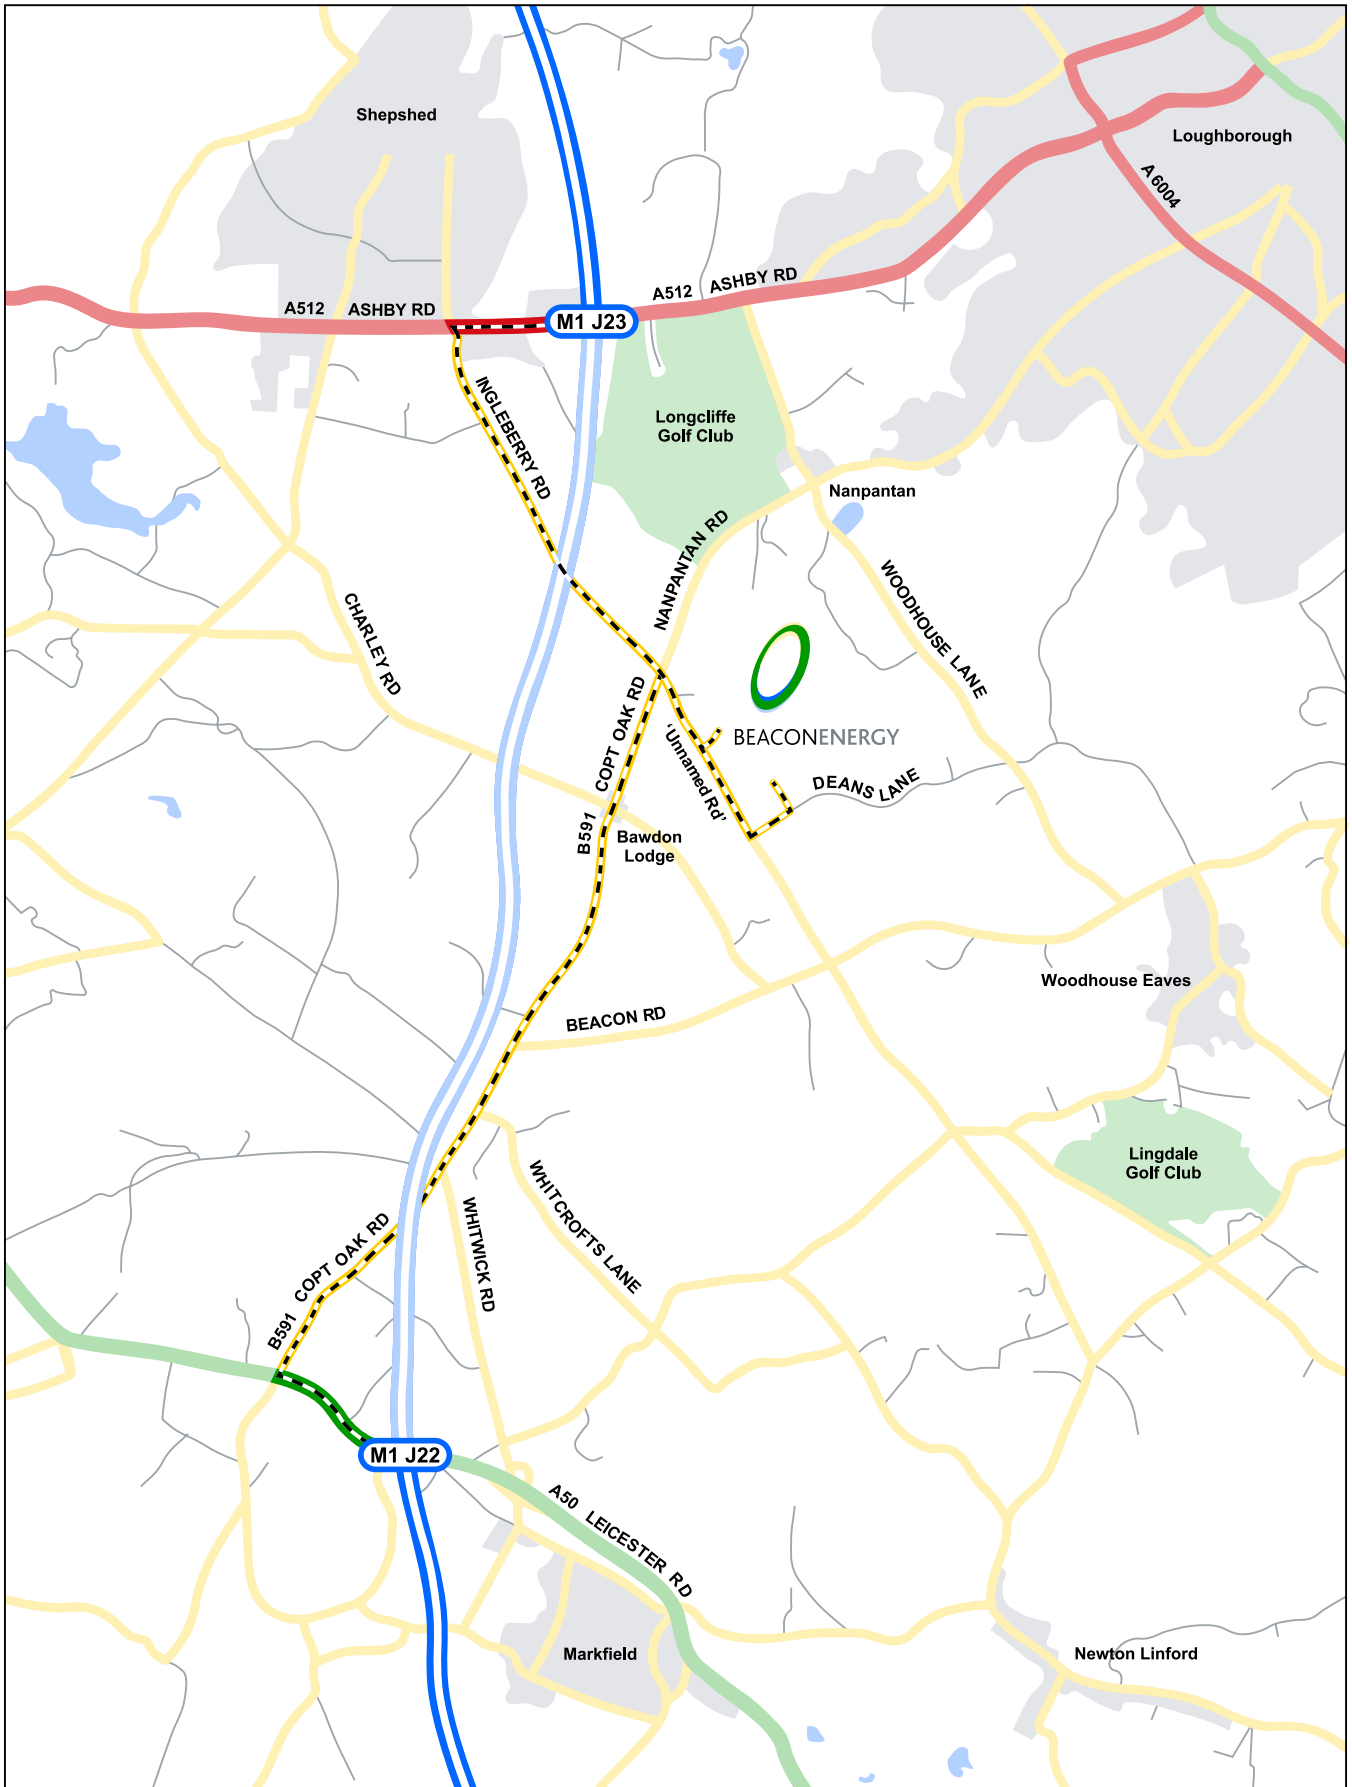 Shepshed
Loughborough
A 6004
A512 ASHBY RD
A512 ASHBY RD
M1 J23
INGLEBERRY RD
Longcliffe
Golf Club
Nanpantan
NANPANTAN RD
WOODHOUSE LANE
CHARLEY RD
COPT OAK RD
B591
'Unnamed Rd'
BEACONENERGY
DEANS LANE
Bawdon
Lodge
Woodhouse Eaves
BEACON RD
Lingdale
Golf Club
WHITCROFTS LANE
WHITWICK RD
B591 COPT OAK RD
M1 J22
A50 LEICESTER RD
Markfield
Newton Linford